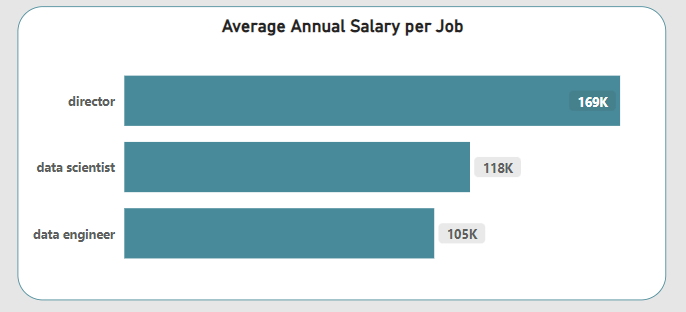 Average Annual Salary per Job
director
169K
data scientist
118K
data engineer
105K